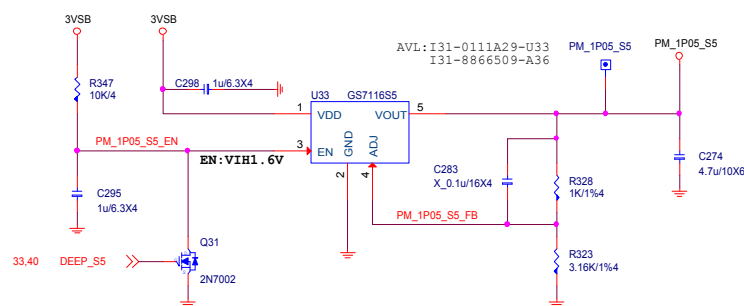 3VSB
3VSB
AVL:I31-0111A29-U33
I31-8866509-A36
PM_1P05_S5
PM_1P05_S5
R347
10K/4
C298
1u/6.3X4
U33
GS7116S5
1
VDD
VOUT
5
PM_1P05_S5_EN
3
EN
GND
ADJ
EN:VIH1.6V
2
4
C283
X_0.1u/16X4
C274
4.7u/10X6
R328
1K/1%4
C295
1u/6.3X4
PM_1P05_S5_FB
Q31
R323
3.16K/1%4
33,40
DEEP_S5
2N7002